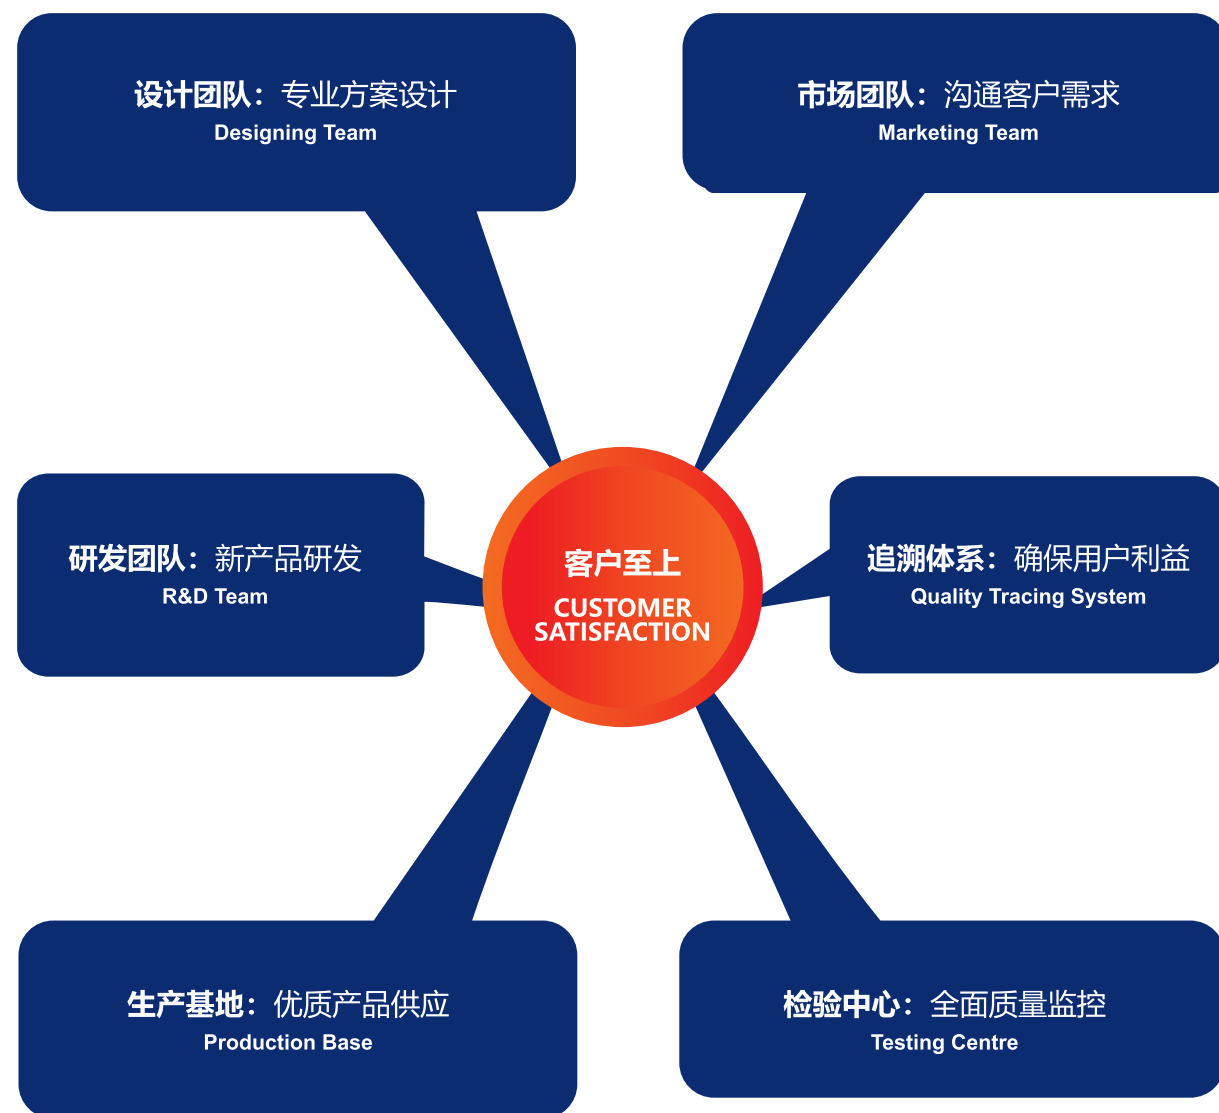 设计团队：专业方案设计
Designing Team
市场团队：沟通客户需求
Marketing Team
研发团队：新产品研发
R&D Team
客户至上
CUSTOMER
SATISFACTION
追溯体系：确保用户利益
Quality Tracing System
生产基地：优质产品供应
Production Base
检验中心：全面质量监控
Testing Centre